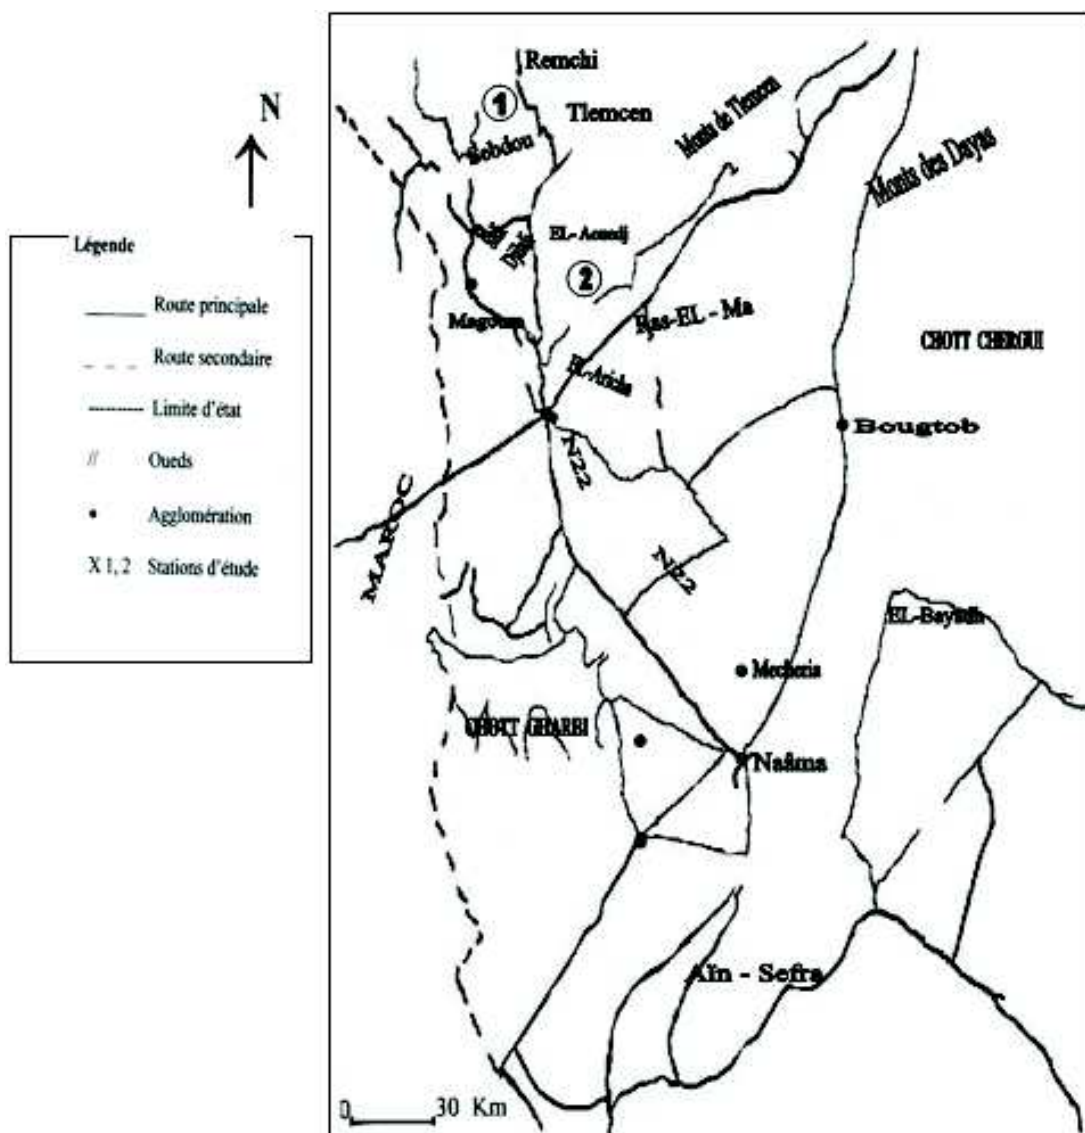 N
Légende
Route principale
Route secondaire
Limite d'état
// Oueds
Agglomération
X 1, 2 Stations d'étude
Remchi
1
Tlemcen
Sebdou
Monts de Tlemcen
Monts des Dayas
EL-Aouedj
2
Magoura
Ras-EL - Ma
CHOTT CHERGUI
EL-Aricha
Bougtob
N22
MAROC
N22
EL-Bayadh
Mecheria
CHOTT GHARBI
Naâma
Aïn - Sefra
0 30 Km